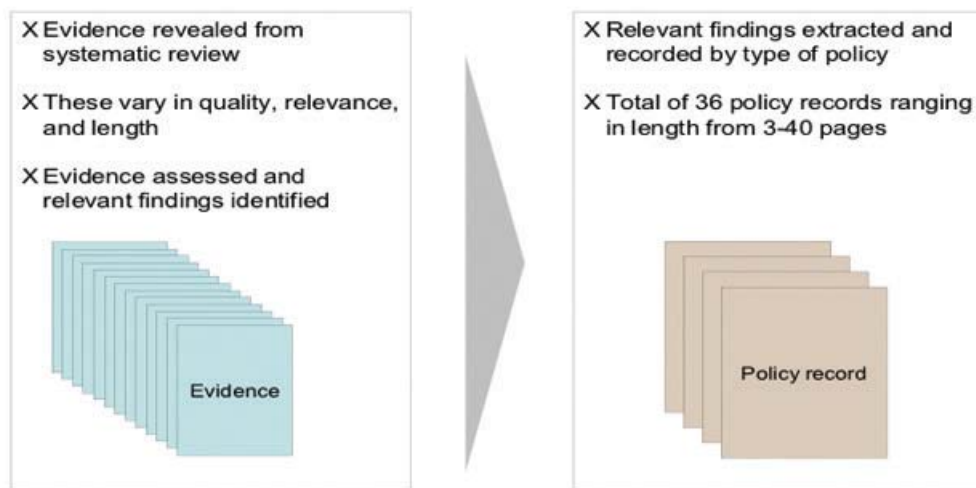 X Evidence revealed from
systematic review
X These vary in quality, relevance,
and length
X Evidence assessed and
relevant findings identified
Evidence
X Relevant findings extracted and
recorded by type of policy
X Total of 36 policy records ranging
in length from 3-40 pages
Policy record